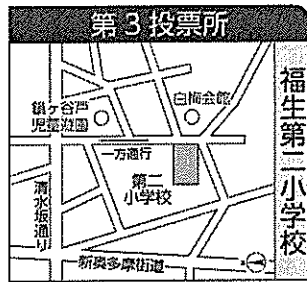 第3投票所
福生第二小学校
鍋ヶ谷戸
児童遊園
白梅会館
一方通行
第二
小学校
清水坂通り
新奥多摩街道